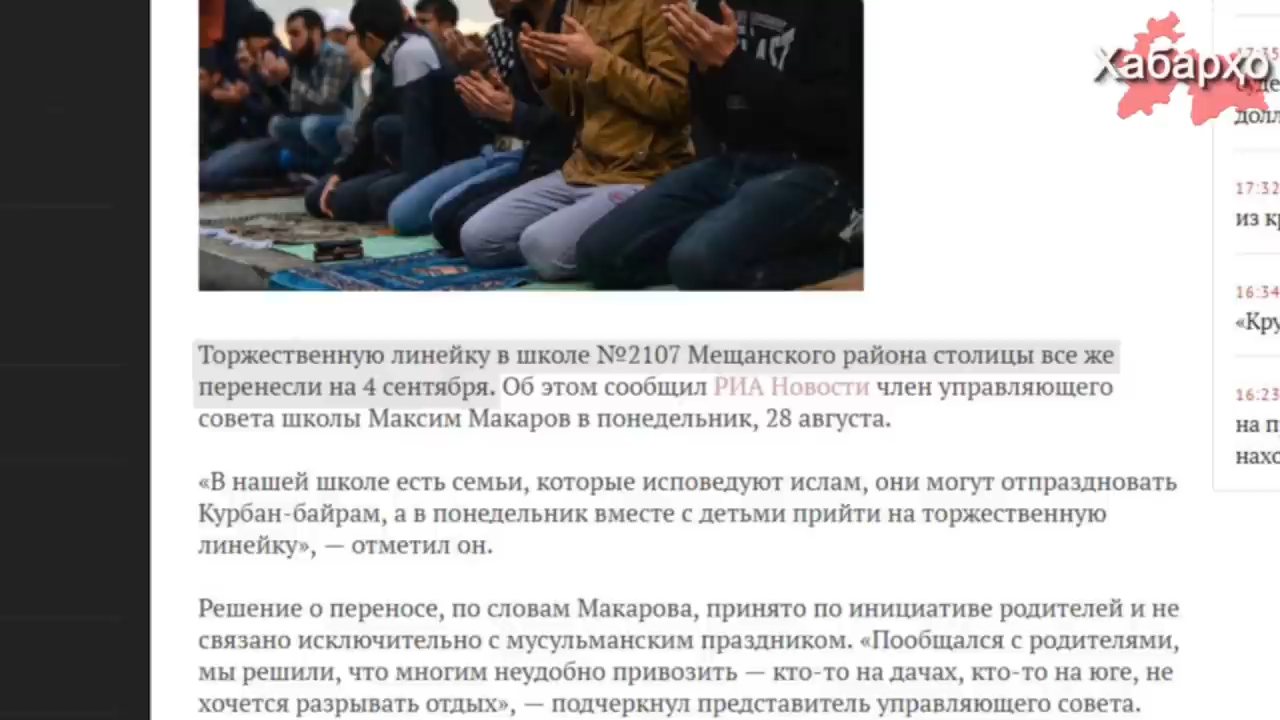 Хабарҳо
17:35
долл
17:32
из к
16:34
«Кру
16:23
на п
нахо
Торжественную линейку в школе №2107 Мещанского района столицы все же
перенесли на 4 сентября. Об этом сообщил РИА Новости член управляющего
совета школы Максим Макаров в понедельник, 28 августа.
«В нашей школе есть семьи, которые исповедуют ислам, они могут отпраздновать
Курбан-байрам, а в понедельник вместе с детьми прийти на торжественную
линейку», — отметил он.
Решение о переносе, по словам Макарова, принято по инициативе родителей и не
связано исключительно с мусульманским праздником. «Пообщался с родителями,
мы решили, что многим неудобно привозить — кто-то на дачах, кто-то на юге, не
хочется разрывать отдых», — подчеркнул представитель управляющего совета.